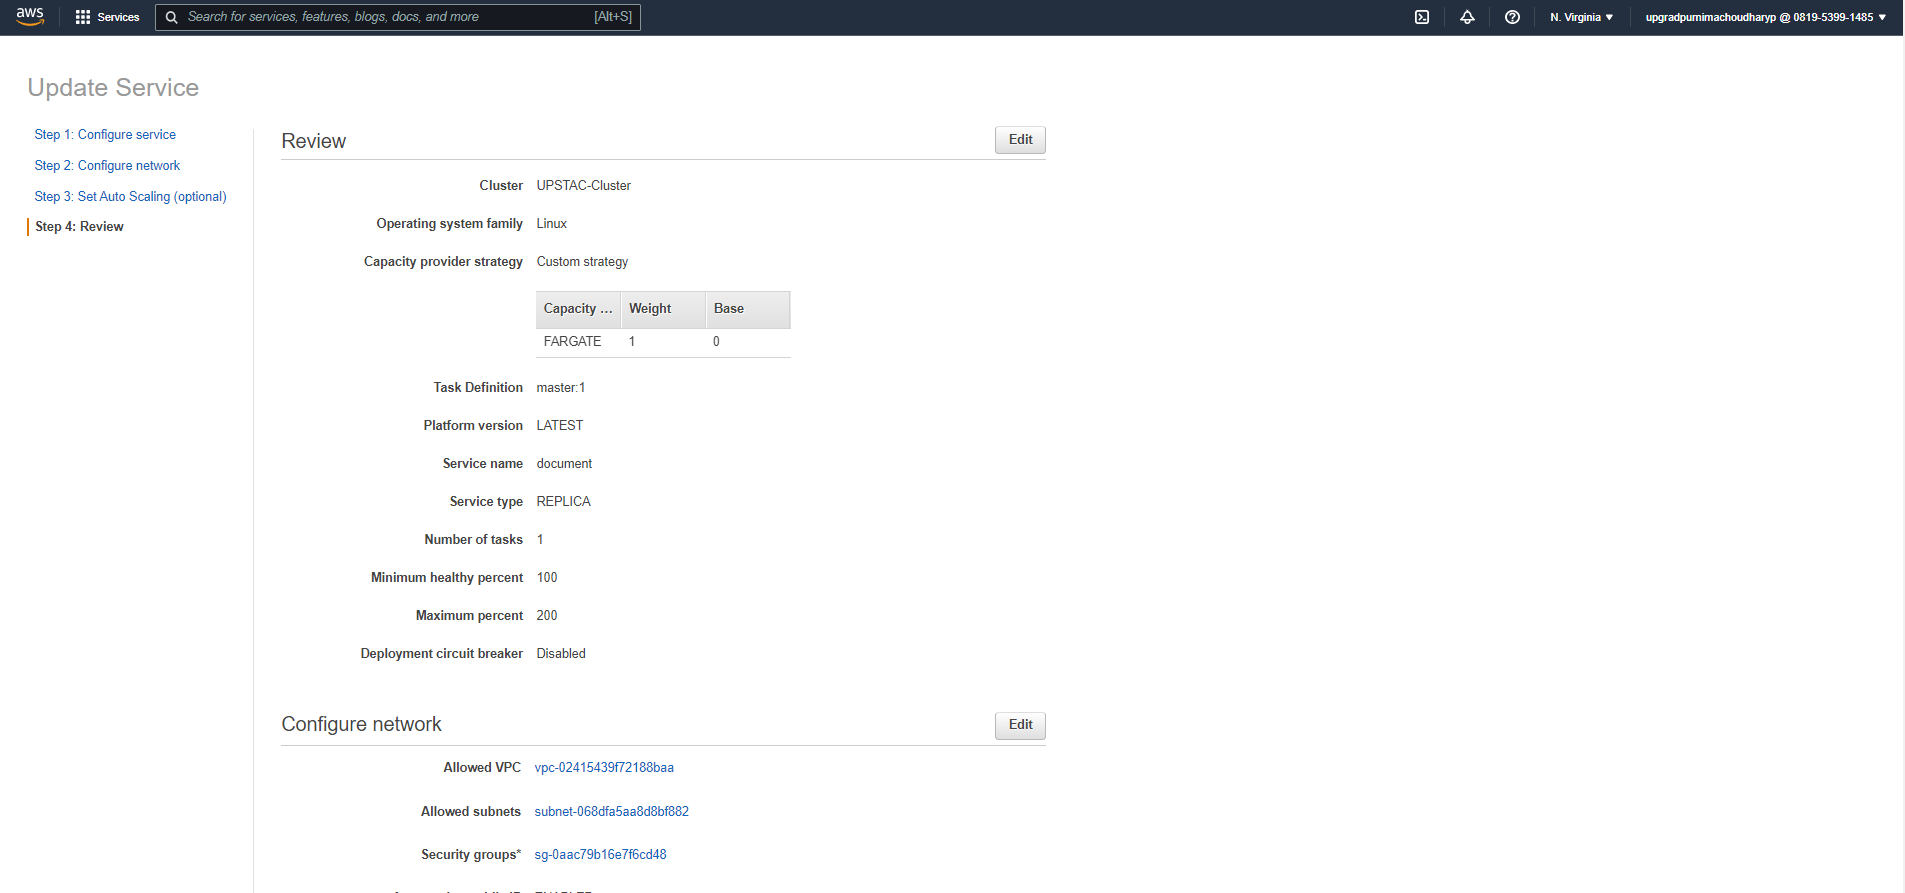 aws Services Search for services, features, blogs, docs, and more [Alt+S] N. Virginia ▼ upgradpurnimachoudharyp @ 0819-5399-1485 ▼
Update Service
Step 1: Configure service
Step 2: Configure network
Step 3: Set Auto Scaling (optional)
Step 4: Review
Review Edit
Cluster UPSTAC-Cluster
Operating system family Linux
Capacity provider strategy Custom strategy
Capacity ... Weight Base
FARGATE 1 0
Task Definition master:1
Platform version LATEST
Service name document
Service type REPLICA
Number of tasks 1
Minimum healthy percent 100
Maximum percent 200
Deployment circuit breaker Disabled
Configure network Edit
Allowed VPC vpc-02415439f72188baa
Allowed subnets subnet-068dfa5aa8d8bf882
Security groups* sg-0aac79b16e7f6cd48